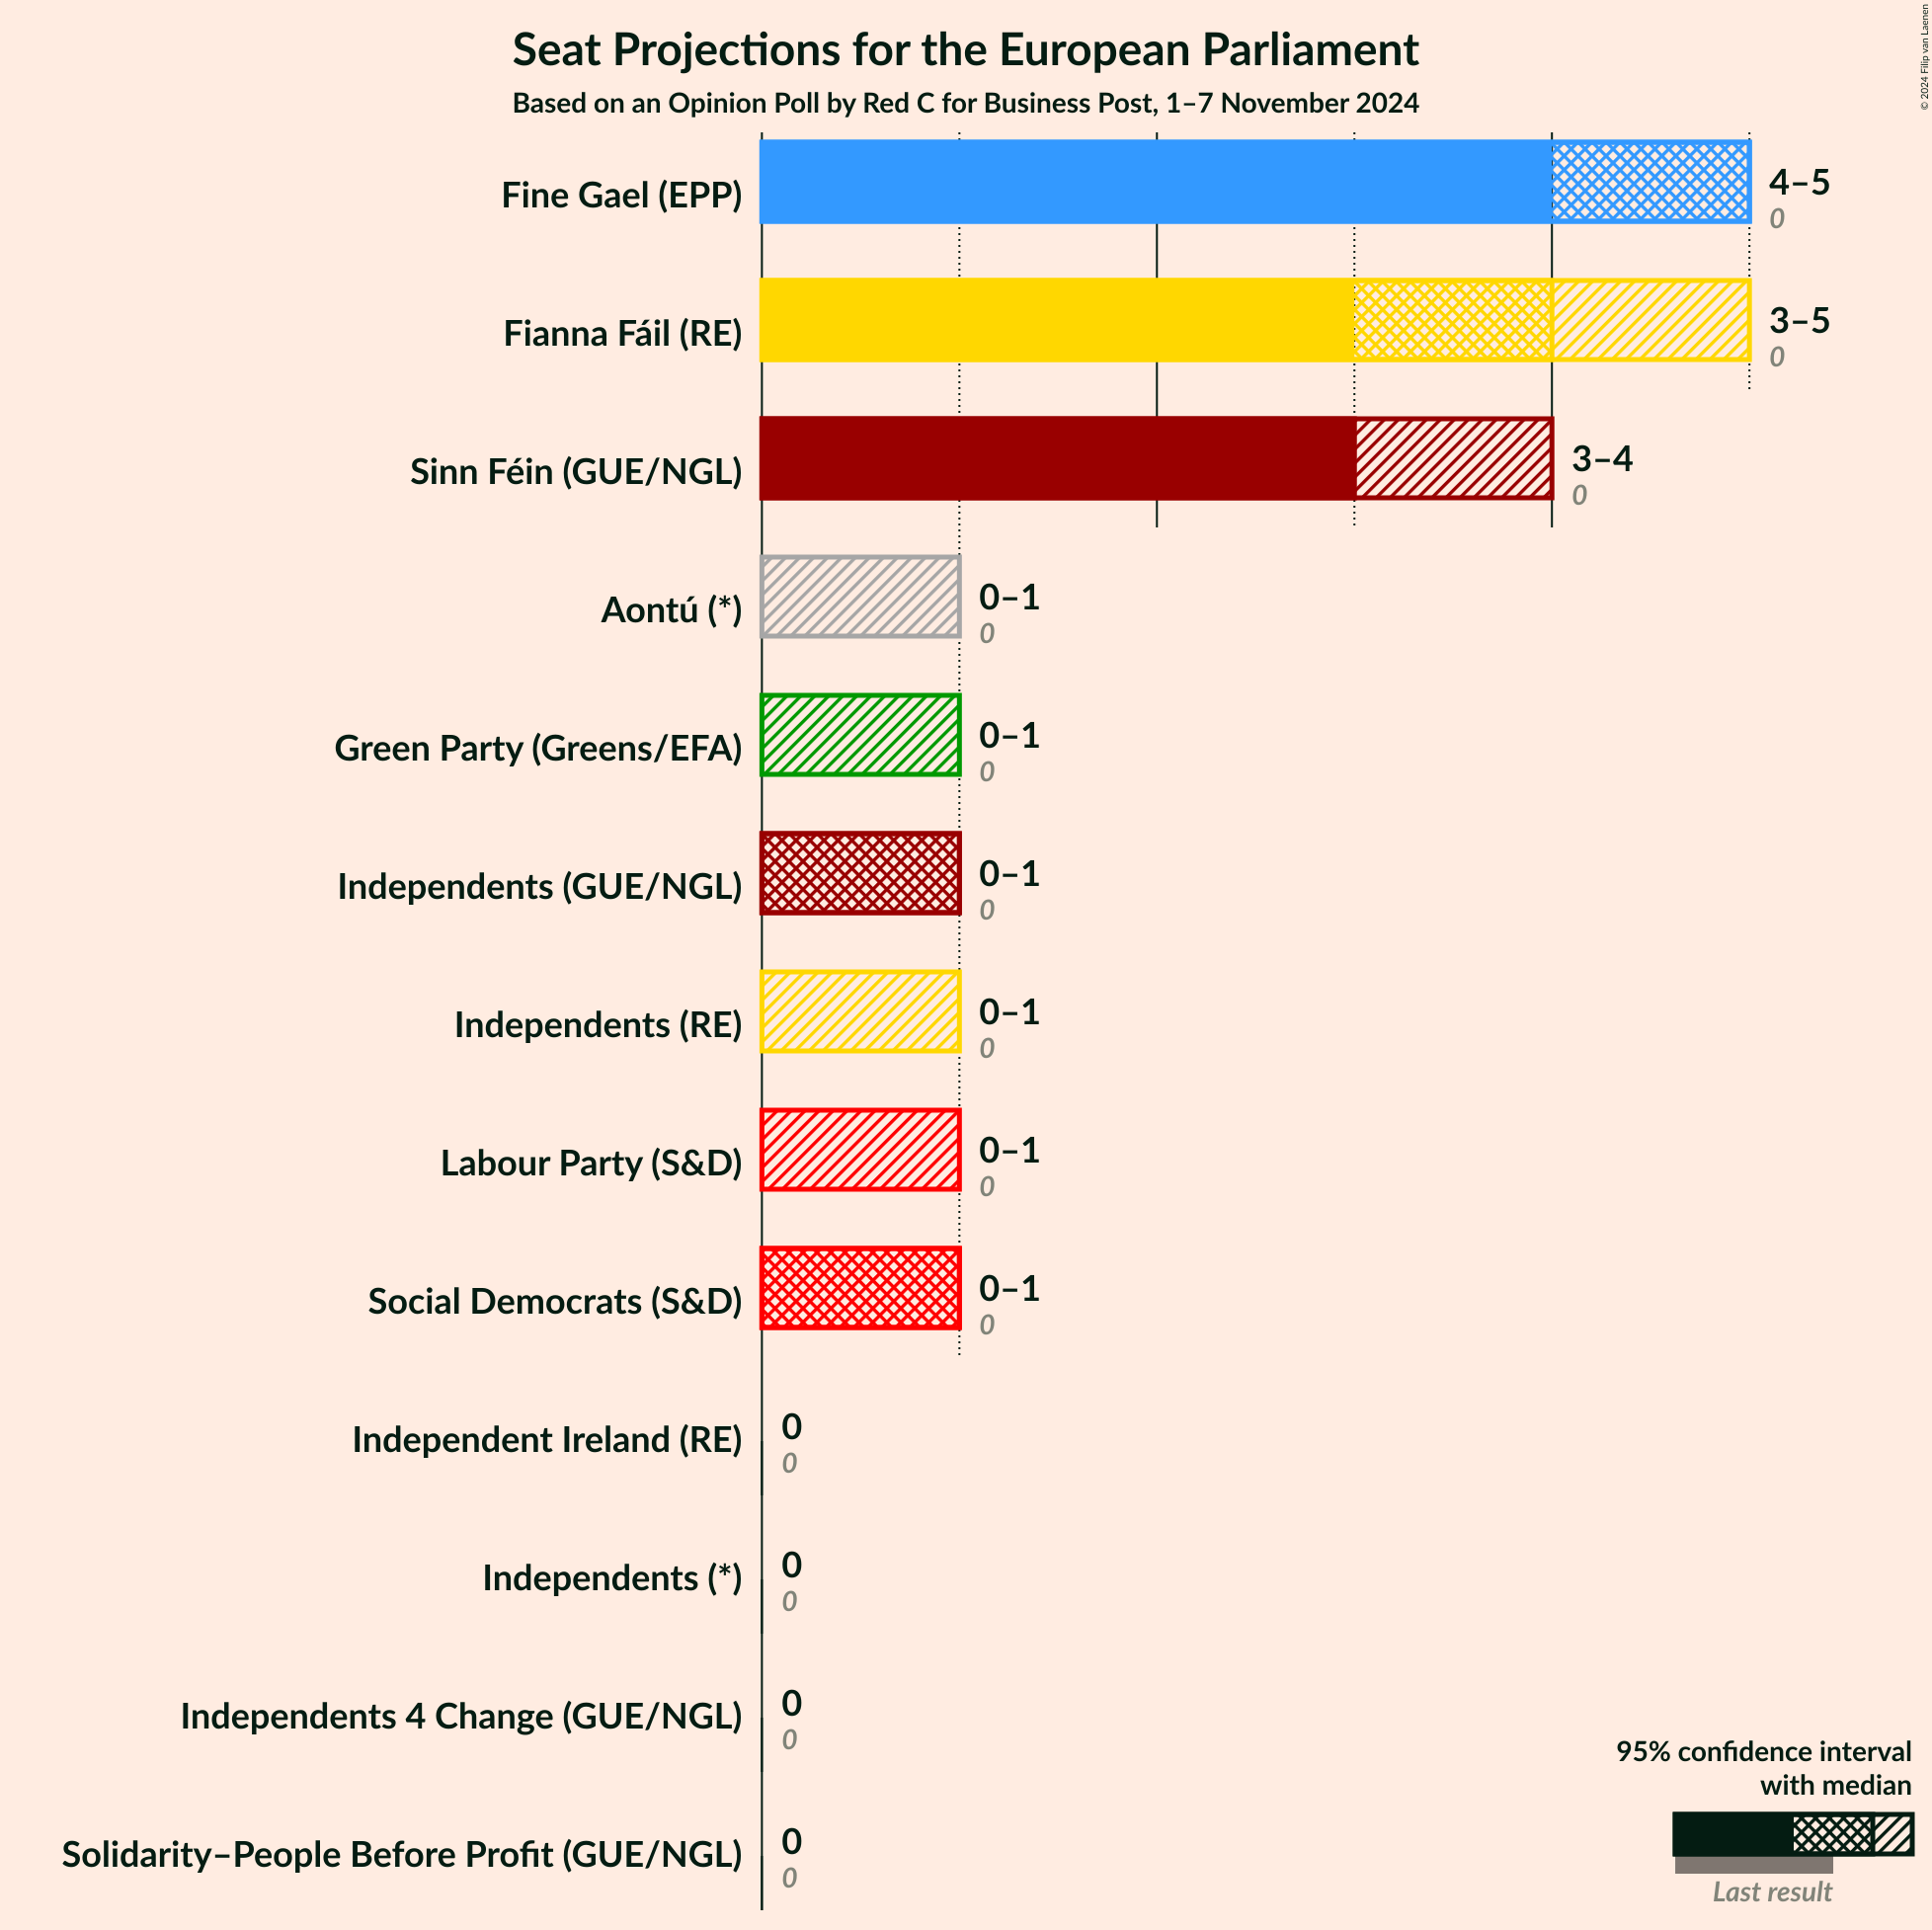 Seat Projections for the European Parliament
Based on an Opinion Poll by Red C for Business Post, 1–7 November 2024
© 2024 Filip van Laenen
Fine Gael (EPP)
4–5
0
Fianna Fáil (RE)
3–5
0
Sinn Féin (GUE/NGL)
3–4
0
Aontú (*)
0–1
0
Green Party (Greens/EFA)
0–1
0
Independents (GUE/NGL)
0–1
0
Independents (RE)
0–1
0
Labour Party (S&D)
0–1
0
Social Democrats (S&D)
0–1
0
Independent Ireland (RE)
0
0
Independents (*)
0
0
Independents 4 Change (GUE/NGL)
0
0
Solidarity–People Before Profit (GUE/NGL)
0
0
95% confidence interval
with median
Last result